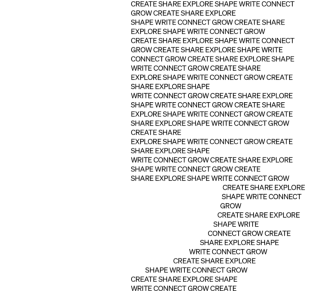 CREATE SHARE EXPLORE SHAPE WRITE CONNECT
GROW CREATE SHARE EXPLORE
SHAPE WRITE CONNECT GROW CREATE SHARE
EXPLORE SHAPE WRITE CONNECT GROW
CREATE SHARE EXPLORE SHAPE WRITE CONNECT
GROW CREATE SHARE EXPLORE SHAPE WRITE
CONNECT GROW CREATE SHARE EXPLORE SHAPE
WRITE CONNECT GROW CREATE SHARE
EXPLORE SHAPE WRITE CONNECT GROW CREATE
SHARE EXPLORE SHAPE
WRITE CONNECT GROW CREATE SHARE EXPLORE
SHAPE WRITE CONNECT GROW CREATE SHARE
EXPLORE SHAPE WRITE CONNECT GROW CREATE
SHARE EXPLORE SHAPE WRITE CONNECT GROW
CREATE SHARE
EXPLORE SHAPE WRITE CONNECT GROW CREATE
SHARE EXPLORE SHAPE
WRITE CONNECT GROW CREATE SHARE EXPLORE
SHAPE WRITE CONNECT GROW CREATE
SHARE EXPLORE SHAPE WRITE CONNECT GROW
CREATE SHARE EXPLORE
SHAPE WRITE CONNECT
GROW
CREATE SHARE EXPLORE
SHAPE WRITE
CONNECT GROW CREATE
SHARE EXPLORE SHAPE
WRITE CONNECT GROW
CREATE SHARE EXPLORE
SHAPE WRITE CONNECT GROW
CREATE SHARE EXPLORE SHAPE
WRITE CONNECT GROW CREATE